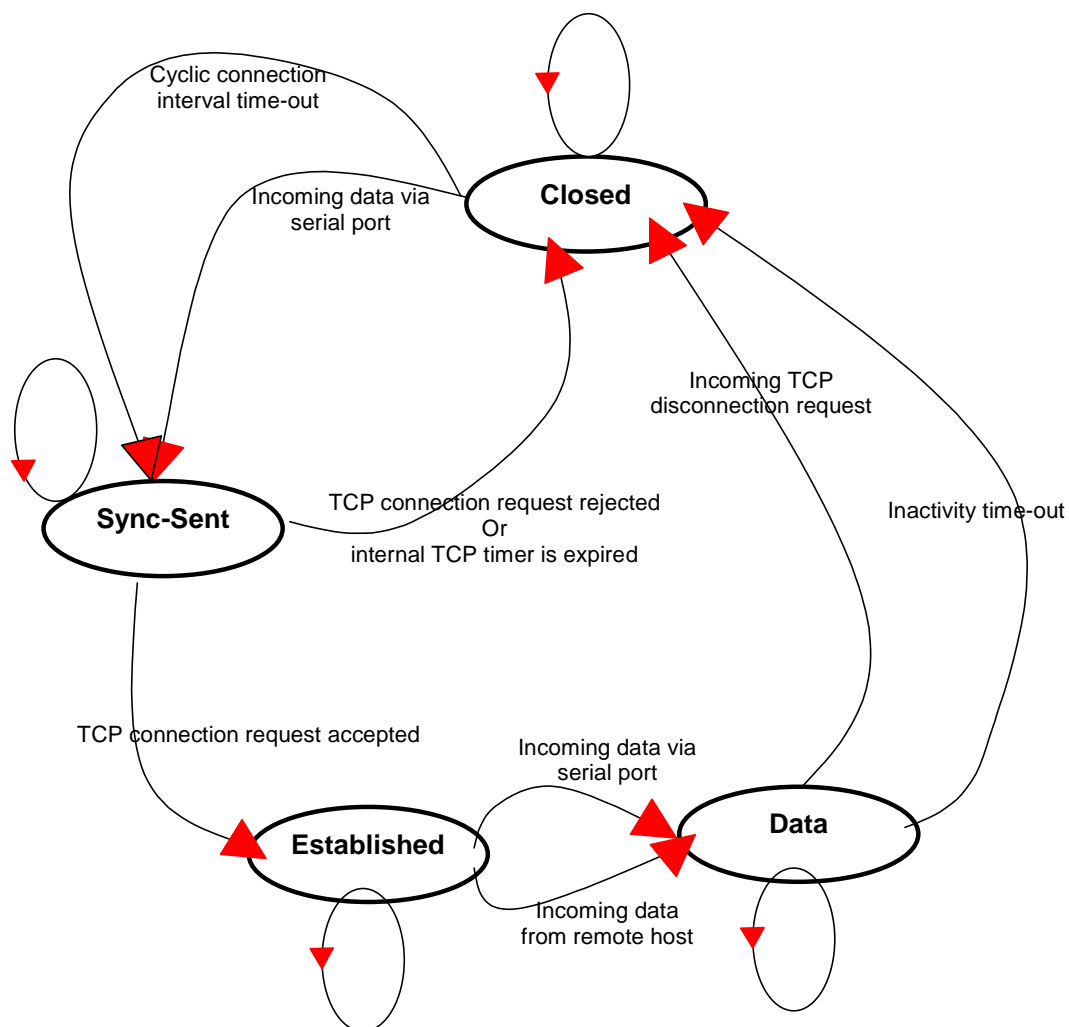 Cyclic connection
interval time-out
Closed
Incoming data via
serial port
Incoming TCP
disconnection request
Sync-Sent
TCP connection request rejected
Or
internal TCP timer is expired
Inactivity time-out
TCP connection request accepted
Incoming data via
serial port
Established
Data
Incoming data
from remote host